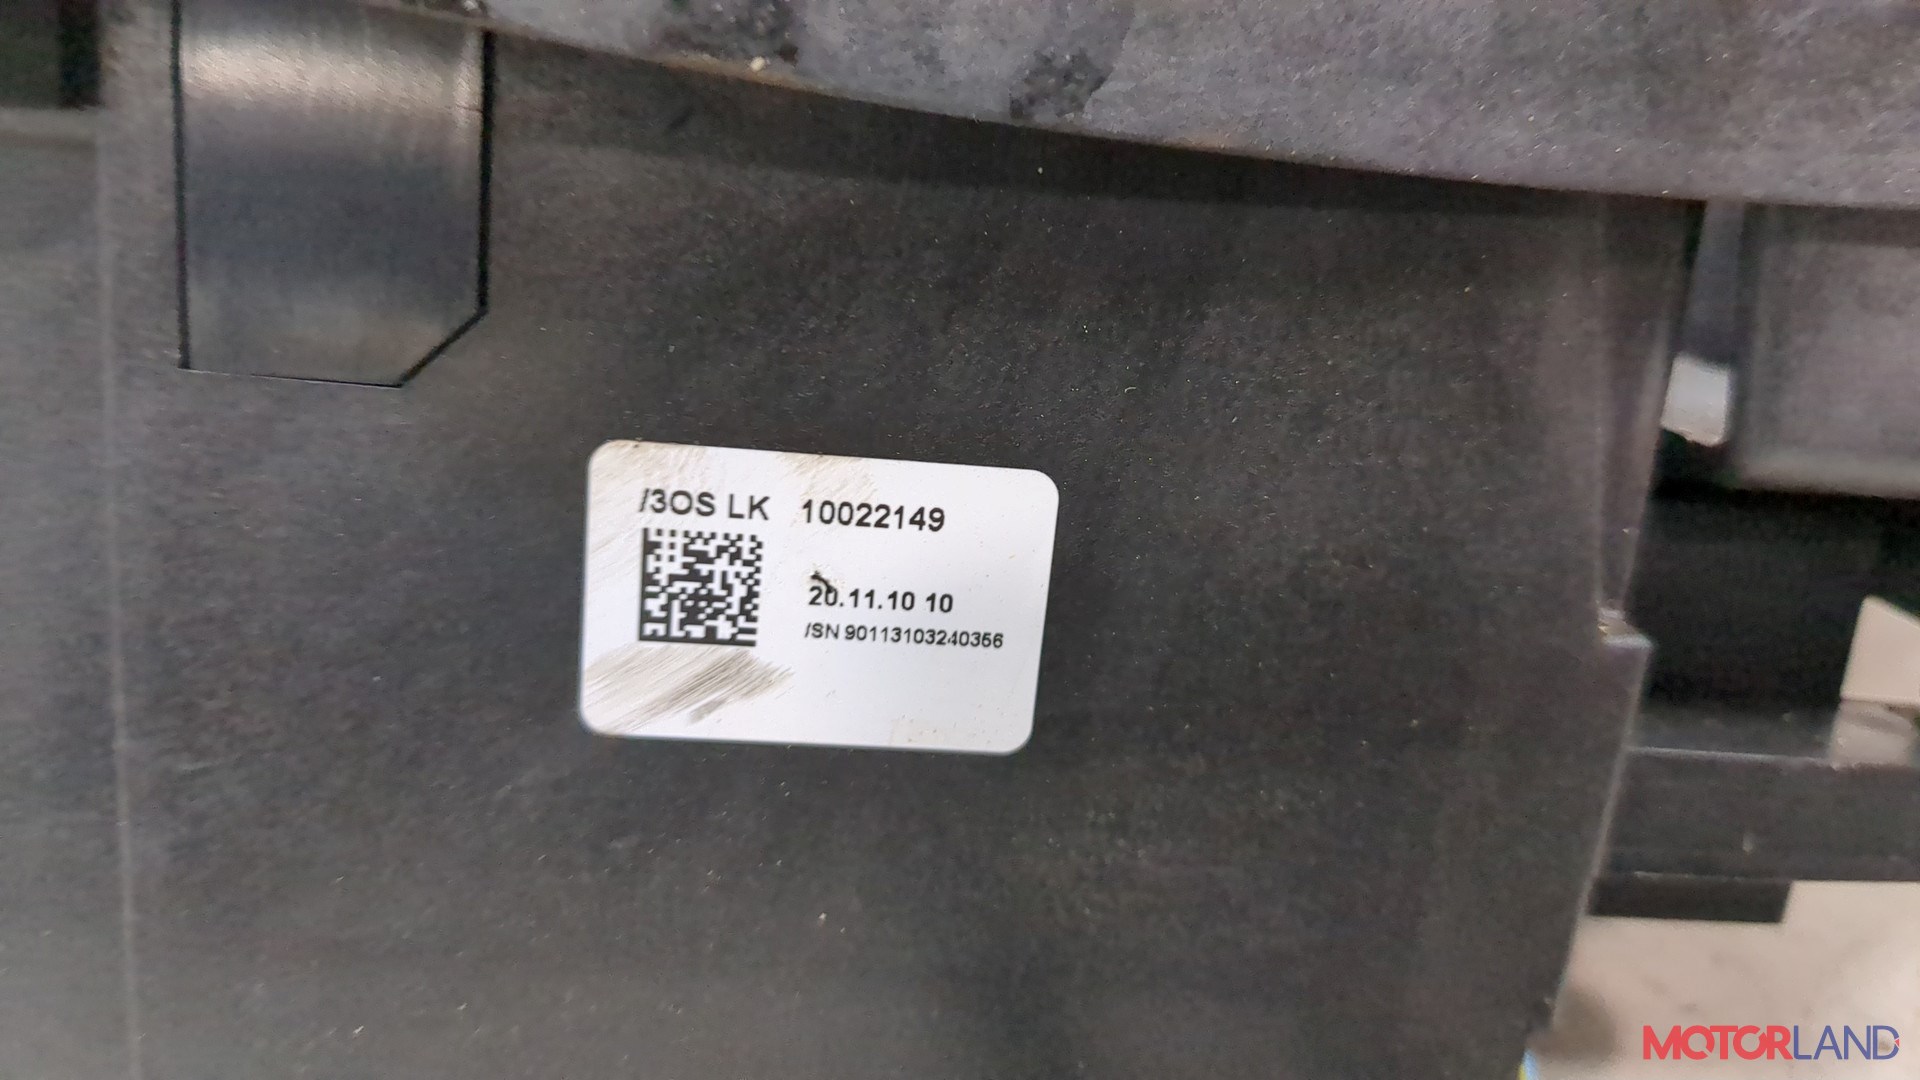 /3OS LK 10022149
20.11.10 10
/SN 90113103240356
MOTORLAND